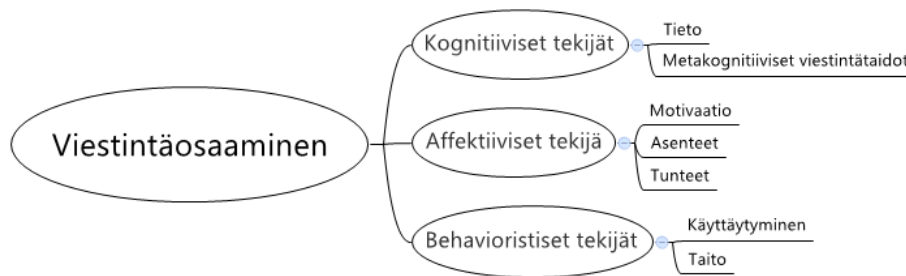 Viestintäosaaminen
Kognitiiviset tekijät
Tieto
Metakognitiiviset viestintätaidot
Affektiiviset tekijä
Motivaatio
Asenteet
Tunteet
Behavioristiset tekijät
Käyttäytyminen
Taito